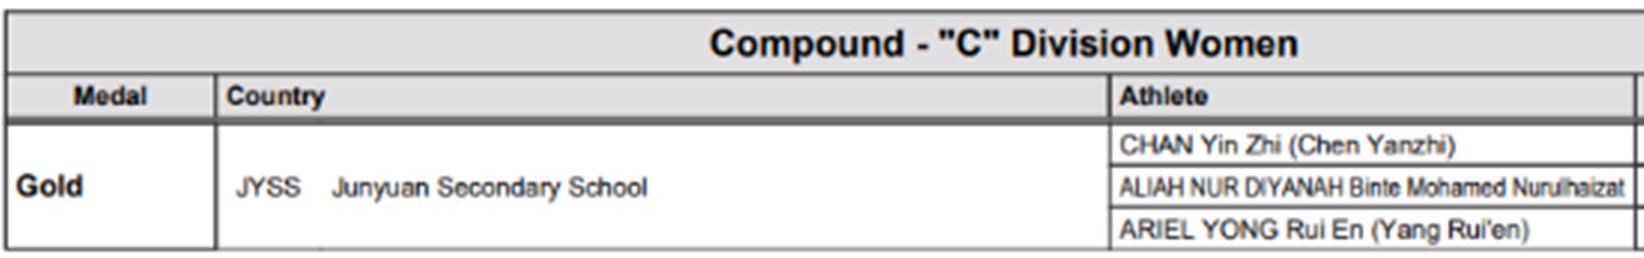 Compound - "C" Division Women
Medal Country Athlete
CHAN Yin Zhi (Chen Yanzhi)
Gold JYSS Junyuan Secondary School ALIAH NUR DIYANAH Binte Mohamed Nurulhaizat
ARIEL YONG Rui En (Yang Rui'en)